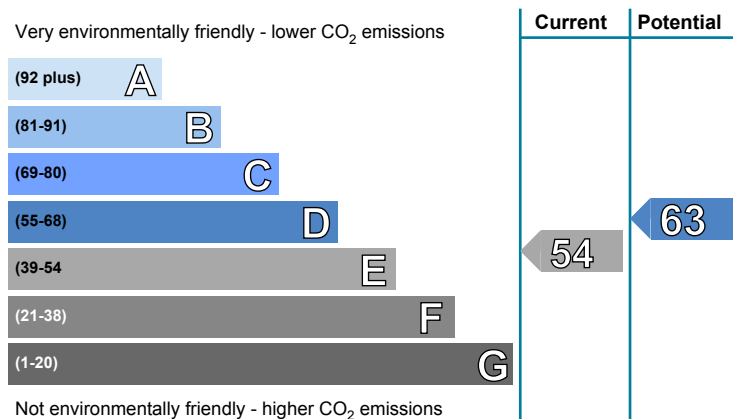 Very environmentally friendly - lower CO₂ emissions
Current
Potential
(92 plus) A
(81-91) B
(69-80) C
(55-68) D
63
(39-54 E
54
(21-38) F
(1-20) G
Not environmentally friendly - higher CO₂ emissions